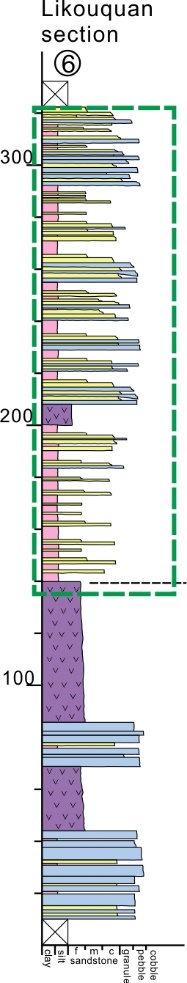 Likouquan
section
⑥
300
200
100
clay
silt
f
m
c
sandstone
granule
pebble
cobble